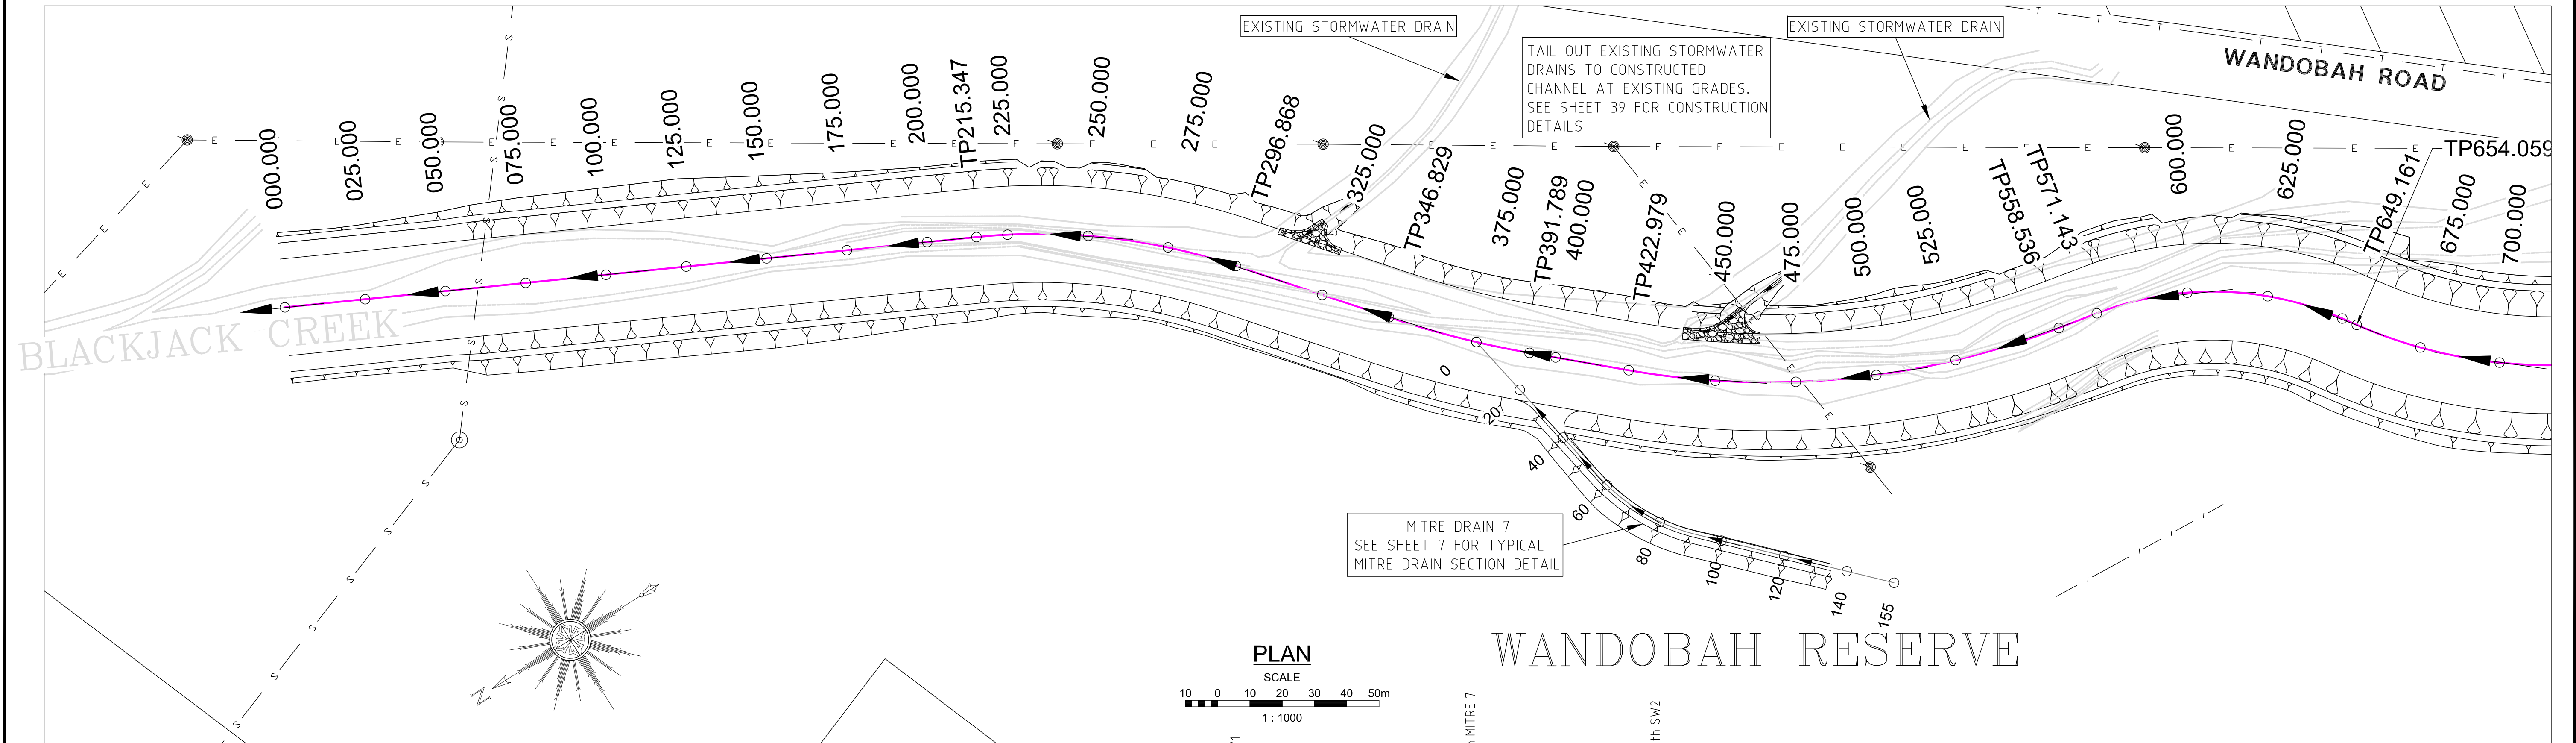 EXISTING STORMWATER DRAIN
EXISTING STORMWATER DRAIN
TAIL OUT EXISTING STORMWATER
DRAINS TO CONSTRUCTED
CHANNEL AT EXISTING GRADES.
SEE SHEET 39 FOR CONSTRUCTION
DETAILS
WANDOBAH ROAD
000.000
025.000
050.000
075.000
100.000
125.000
150.000
175.000
200.000
TP215.347
225.000
250.000
275.000
TP296.868
325.000
TP346.829
375.000
TP391.789
400.000
TP422.979
450.000
475.000
500.000
525.000
TP558.536
TP571.143
600.000
625.000
TP649.161
TP654.059
675.000
700.000
BLACKJACK CREEK
0
20
40
60
80
100
120
140
155
MITRE DRAIN 7
SEE SHEET 7 FOR TYPICAL
MITRE DRAIN SECTION DETAIL
WANDOBAH RESERVE
N
PLAN
SCALE
10 0 10 20 30 40 50m
1 : 1000
MITRE 7
th SW2